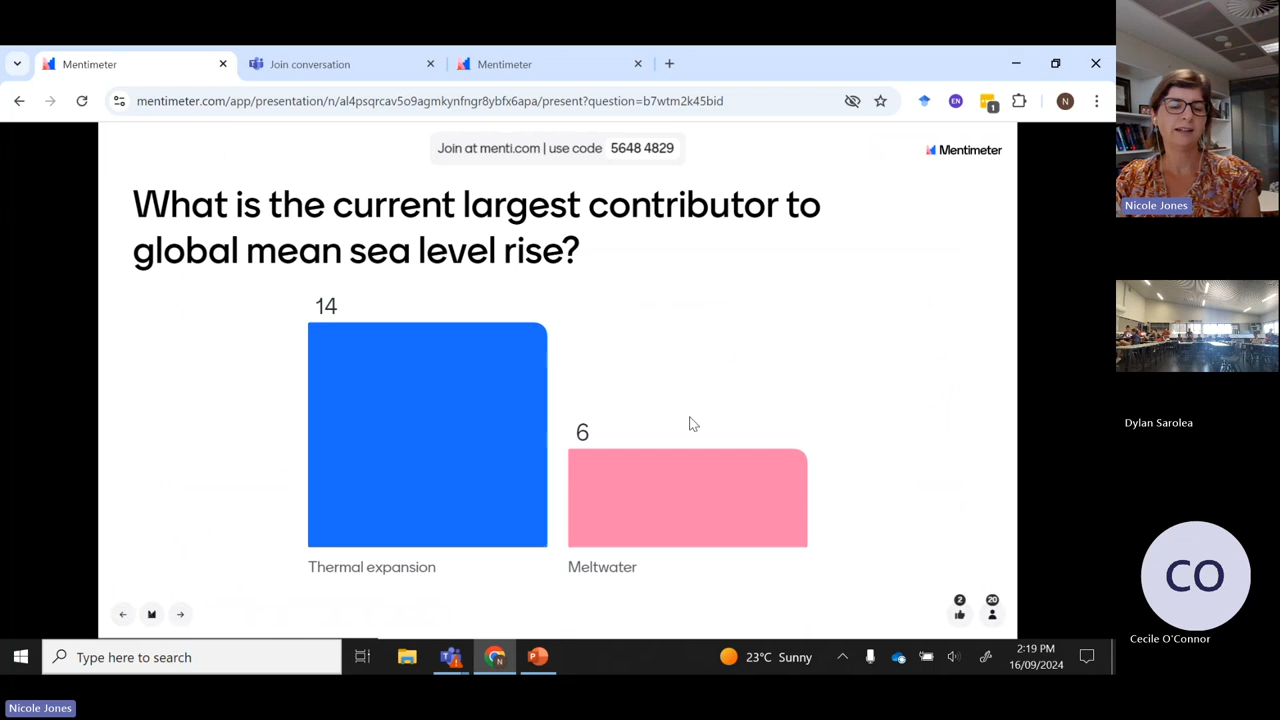 Mentimeter
Join conversation
Mentimeter
mentimeter.com/app/presentation/n/al4psqrcav5o9agmkynfngr8ybfx6apa/present?question=b7wtm2k45bid
EN
1
N
Join at menti.com | use code 5648 4829
Mentimeter
What is the current largest contributor to
global mean sea level rise?
14
6
Thermal expansion
Meltwater
2
20
Type here to search
23°C Sunny
2:19 PM
16/09/2024
Nicole Jones
Dylan Sarolea
CO
Cecile O'Connor
Nicole Jones